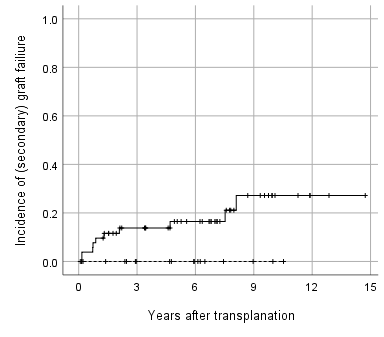 Incidence of (secondary) graft failiure
1.0
0.8
0.6
0.4
0.2
0.0
0 3 6 9 12 15
Years after transplanation